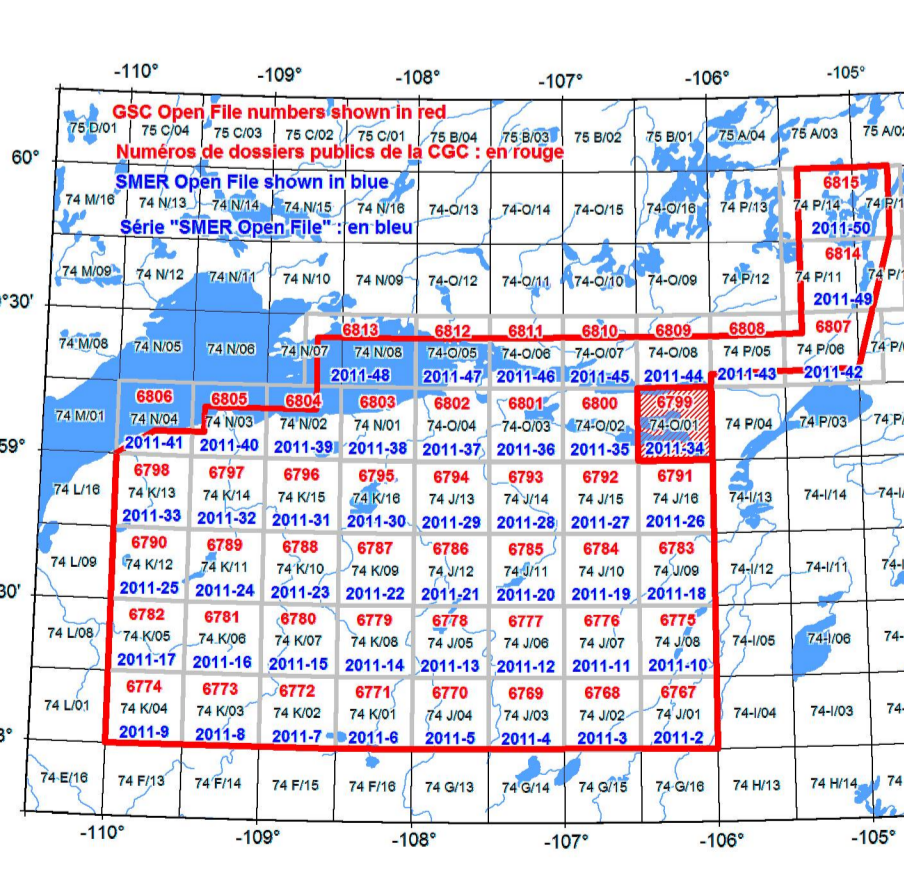 -110° -109° -108° -107° -106° -105°
GSC Open File numbers shown in red
75 D/01 75 C/04 75 C/03 75 C/02 75 C/01 75 B/04 75 B/03 75 B/02 75 B/01 75 A/04 75 A/03 75 A/02
Numéros de dossiers publics de la CGC : en rouge
60°
SMER Open File shown in blue
6815
74 M/16 74 N/13 74 N/14 74 N/15 74 N/16 74-O/13 74-O/14 74-O/15 74-O/16 74 P/13 74 P/14 74 P/1
Série "SMER Open File" : en bleu
2011-50
6814
74 M/09 74 N/12 74 N/11 74 N/10 74 N/09 74-O/12 74-O/11 74-O/10 74-O/09 74 P/12 74 P/11 74 P/1
9°30'
2011-49
6813 6812 6811 6810 6809 6808 6807
74 M/08 74 N/05 74 N/06 74 N/07 74 N/08 74-O/05 74-O/06 74-O/07 74-O/08 74 P/05 74 P/06 74 P/0
2011-48 2011-47 2011-46 2011-45 2011-44 2011-43 2011-42
6806 6805 6804 6803 6802 6801 6800 6799
74 M/01 74 N/04 74 N/03 74 N/02 74 N/01 74-O/04 74-O/03 74-O/02 74-O/01 74 P/04 74 P/03 74 P/
59°
2011-41 2011-40 2011-39 2011-38 2011-37 2011-36 2011-35 2011-34
6798 6797 6796 6795 6794 6793 6792 6791
74 L/16 74 K/13 74 K/14 74 K/15 74 K/16 74 J/13 74 J/14 74 J/15 74 J/16 74-I/13 74-I/14 74-I/
2011-33 2011-32 2011-31 2011-30 2011-29 2011-28 2011-27 2011-26
6790 6789 6788 6787 6786 6785 6784 6783
74 L/09 74 K/12 74 K/11 74 K/10 74 K/09 74 J/12 74 J/11 74 J/10 74 J/09 74-I/12 74-I/11 74-I
30'
2011-25 2011-24 2011-23 2011-22 2011-21 2011-20 2011-19 2011-18
6782 6781 6780 6779 6778 6777 6776 6775
74 L/08 74 K/05 74 K/06 74 K/07 74 K/08 74 J/05 74 J/06 74 J/07 74 J/08 74-I/05 74-I/06 74-
2011-17 2011-16 2011-15 2011-14 2011-13 2011-12 2011-11 2011-10
6774 6773 6772 6771 6770 6769 6768 6767
74 L/01 74 K/04 74 K/03 74 K/02 74 K/01 74 J/04 74 J/03 74 J/02 74 J/01 74-I/04 74-I/03 74-
8°
2011-9 2011-8 2011-7 2011-6 2011-5 2011-4 2011-3 2011-2
74-E/16 74 F/13 74 F/14 74 F/15 74 F/16 74 G/13 74 G/14 74 G/15 74 G/16 74 H/13 74 H/14 74
-110° -109° -108° -107° -106° -105°